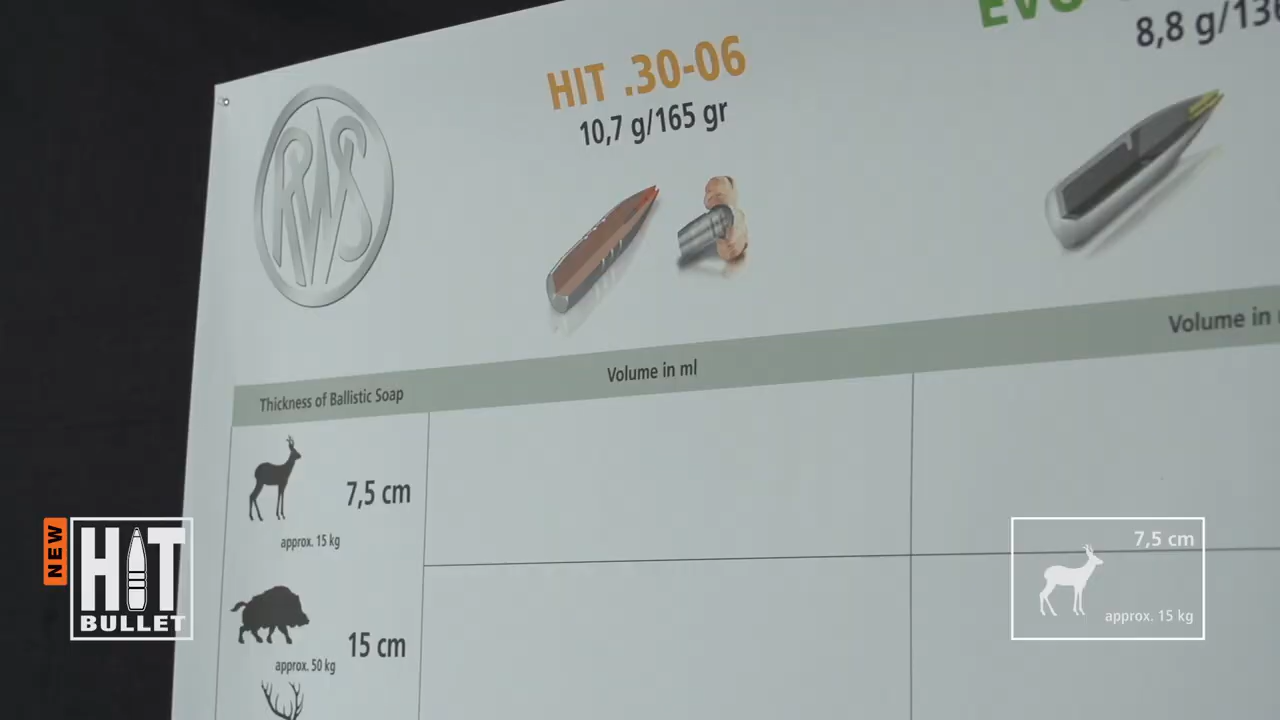 RWS
HIT .30-06
10,7 g/165 gr
EVO
8,8 g/136
Volume in ml
Volume in
Thickness of Ballistic Soap
7,5 cm
approx. 15 kg
15 cm
approx. 50 kg
NEW
HIT
BULLET
7,5 cm
approx. 15 kg